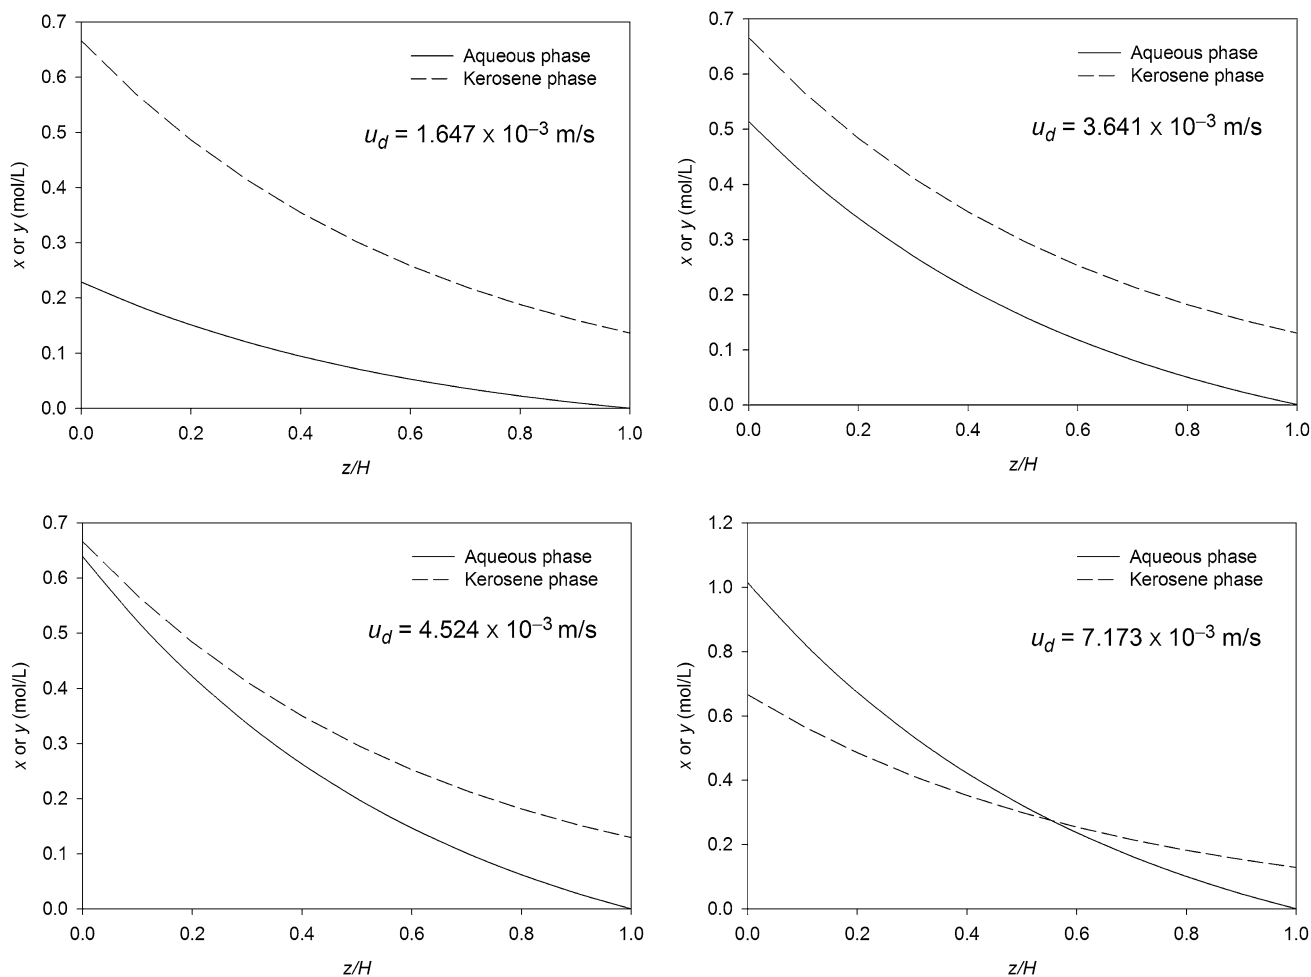 0.7
0.6
0.5
0.4
0.3
0.2
0.1
0.0
x or y (mol/L)
Aqueous phase
Kerosene phase
u_d = 1.647 × 10⁻³ m/s
0.0 0.2 0.4 0.6 0.8 1.0
z/H
0.7
0.6
0.5
0.4
0.3
0.2
0.1
0.0
x or y (mol/L)
Aqueous phase
Kerosene phase
u_d = 3.641 × 10⁻³ m/s
0.0 0.2 0.4 0.6 0.8 1.0
z/H
0.7
0.6
0.5
0.4
0.3
0.2
0.1
0.0
x or y (mol/L)
Aqueous phase
Kerosene phase
u_d = 4.524 × 10⁻³ m/s
0.0 0.2 0.4 0.6 0.8 1.0
z/H
1.2
1.0
0.8
0.6
0.4
0.2
0.0
x or y (mol/L)
Aqueous phase
Kerosene phase
u_d = 7.173 × 10⁻³ m/s
0.0 0.2 0.4 0.6 0.8 1.0
z/H